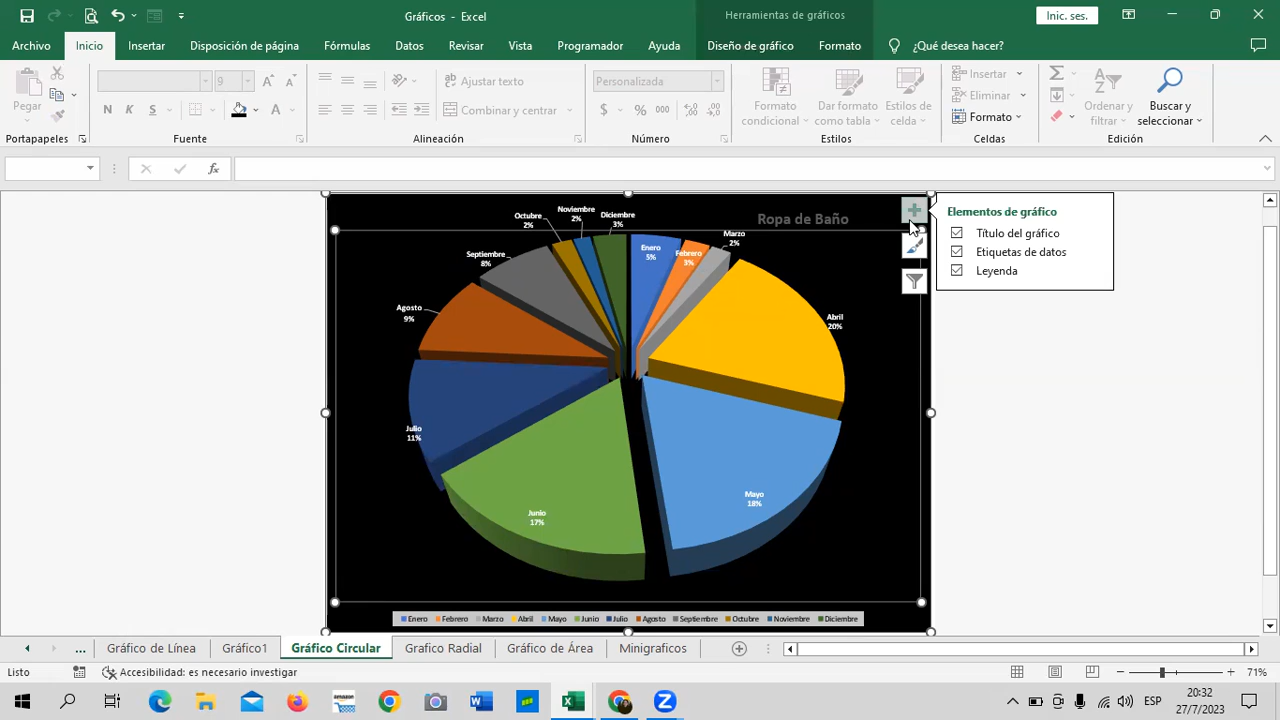 Gráficos - Excel
Herramientas de gráficos
Inic. ses.
Archivo Inicio Insertar Disposición de página Fórmulas Datos Revisar Vista Programador Ayuda Diseño de gráfico Formato ¿Qué desea hacer?
Pegar
9
N K S
A
Ajustar texto
Combinar y centrar
Personalizada
$ % 000
Formato condicional
Dar formato como tabla
Estilos de celda
Insertar
Eliminar
Formato
Ordenar y filtrar
Buscar y seleccionar
Portapapeles Fuente Alineación Número Estilos Celdas Edición
fx
Ropa de Baño
Elementos de gráfico
Título del gráfico
Etiquetas de datos
Leyenda
Enero
5%
Febrero
3%
Marzo
2%
Abril
20%
Mayo
18%
Junio
17%
Julio
11%
Agosto
9%
Septiembre
8%
Octubre
2%
Noviembre
2%
Diciembre
3%
Enero Febrero Marzo Abril Mayo Junio Julio Agosto Septiembre Octubre Noviembre Diciembre
... Gráfico de Línea Gráfico1 Gráfico Circular Grafico Radial Gráfico de Área Minigraficos
Listo Accesibilidad: es necesario investigar 71%
amazon
ESP
20:32
27/7/2023